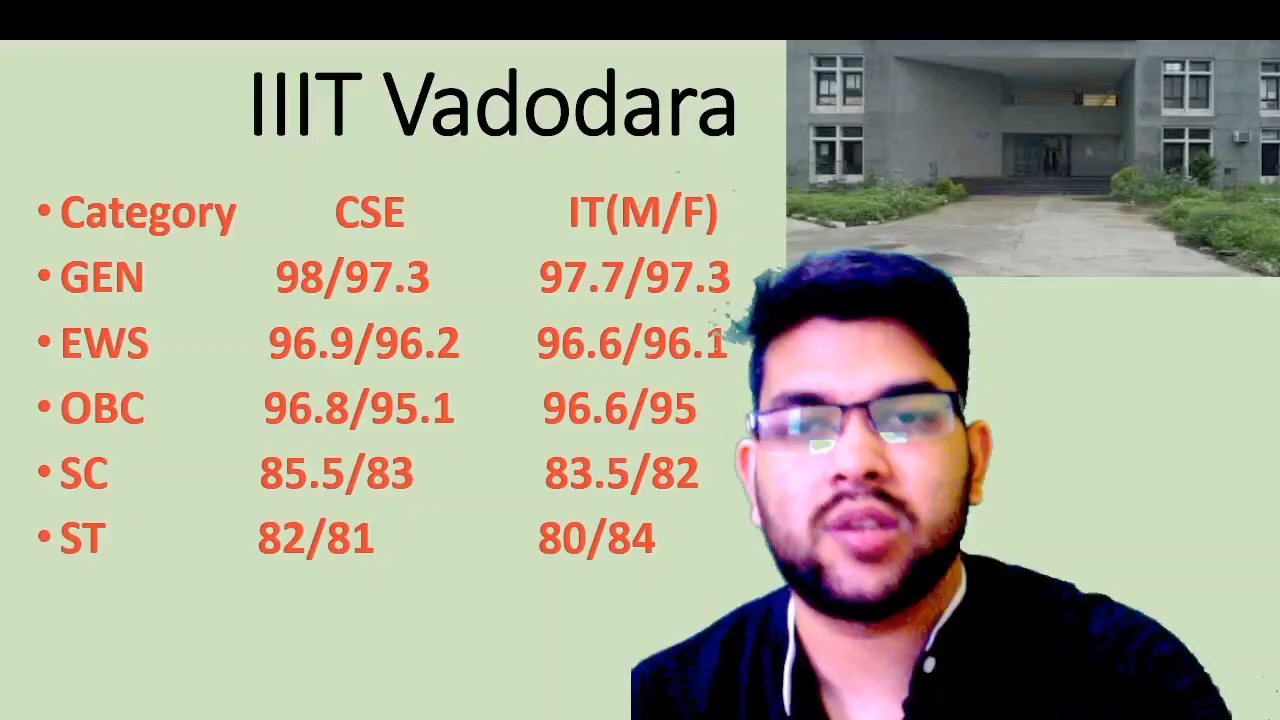 IIIT Vadodara
• Category CSE IT(M/F)
• GEN 98/97.3 97.7/97.3
• EWS 96.9/96.2 96.6/96.1
• OBC 96.8/95.1 96.6/95
• SC 85.5/83 83.5/82
• ST 82/81 80/84